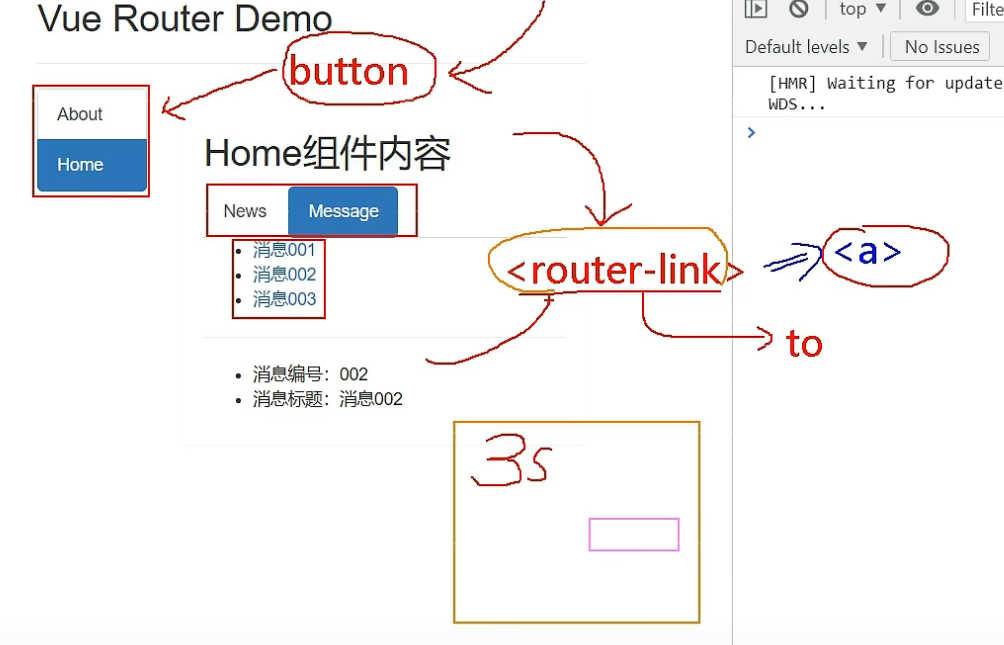 Vue Router Demo
top ▼
Filte
Default levels ▼
No Issues
[HMR] Waiting for update
WDS...
button
About
Home
Home组件内容
News
Message
消息001
消息002
消息003
<router-link>
<a>
to
消息编号：002
消息标题：消息002
3s